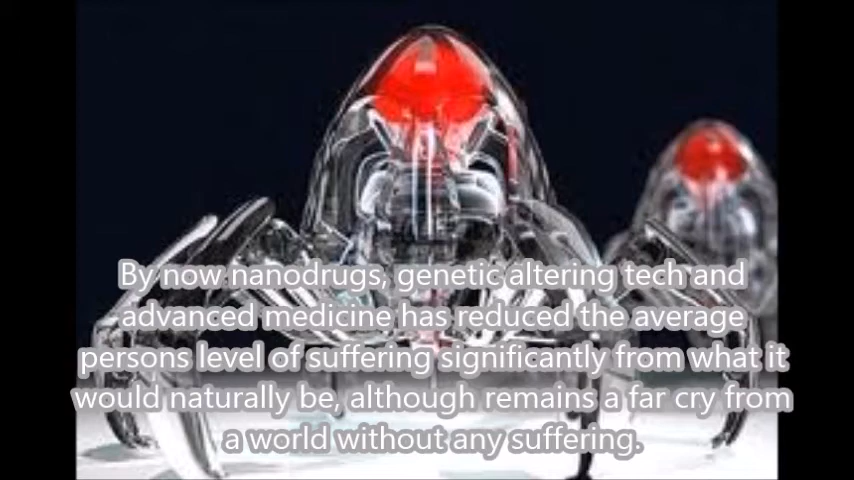 By now nanodrugs, genetic altering tech and
advanced medicine has reduced the average
persons level of suffering significantly from what it
would naturally be, although remains a far cry from
a world without any suffering.